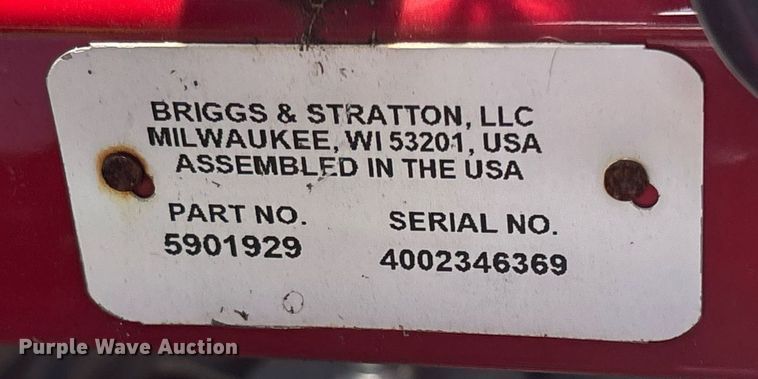 BRIGGS & STRATTON, LLC
MILWAUKEE, WI 53201, USA
ASSEMBLED IN THE USA
PART NO.
5901929
SERIAL NO.
4002346369
Purple Wave Auction